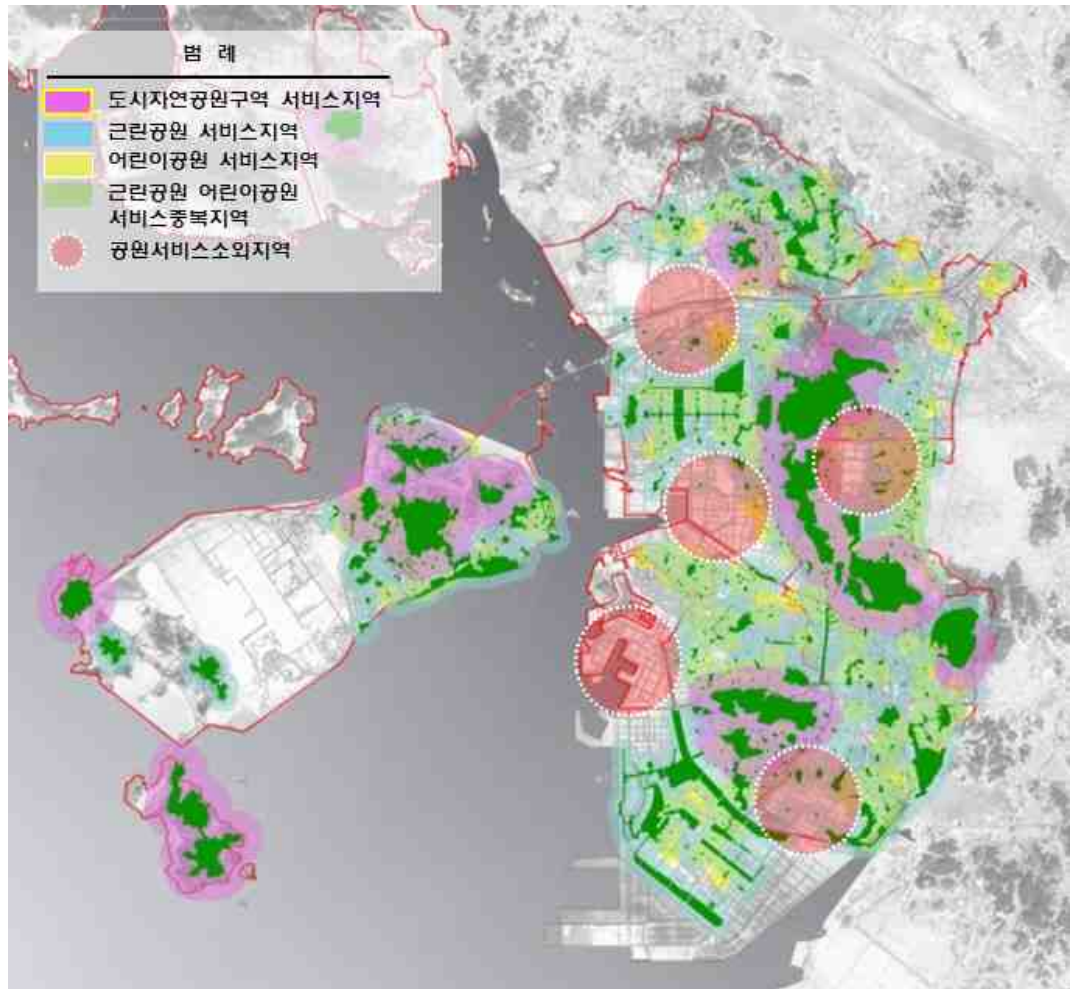 범 례
도시자연공원구역 서비스지역
근린공원 서비스지역
어린이공원 서비스지역
근린공원 어린이공원
서비스중복지역
공원서비스소외지역